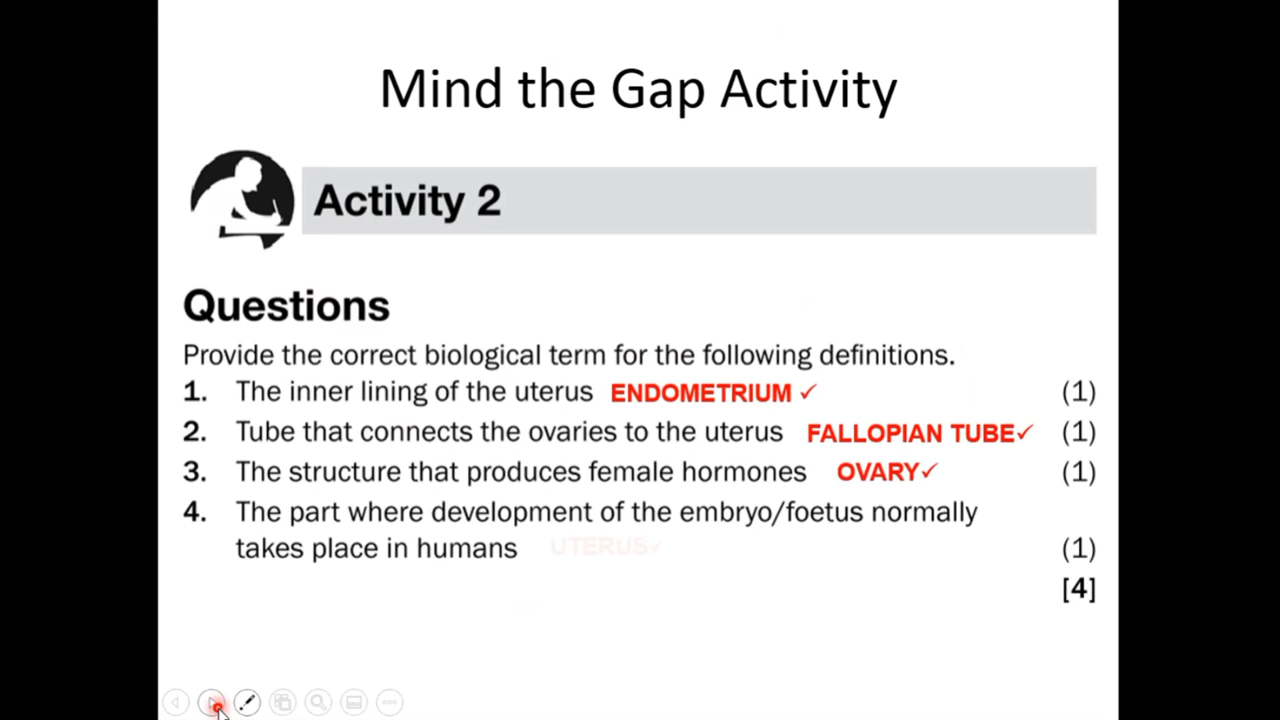 Mind the Gap Activity
Activity 2
Questions
Provide the correct biological term for the following definitions.
1. The inner lining of the uterus ENDOMETRIUM ✓ (1)
2. Tube that connects the ovaries to the uterus FALLOPIAN TUBE✓ (1)
3. The structure that produces female hormones OVARY✓ (1)
4. The part where development of the embryo/foetus normally
takes place in humans UTERUS✓ (1)
[4]